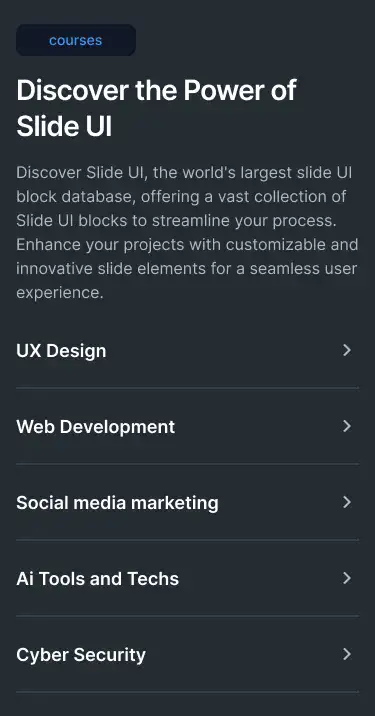 courses
Discover the Power of
Slide UI
Discover Slide UI, the world's largest slide UI
block database, offering a vast collection of
Slide UI blocks to streamline your process.
Enhance your projects with customizable and
innovative slide elements for a seamless user
experience.
UX Design
Web Development
Social media marketing
Ai Tools and Techs
Cyber Security